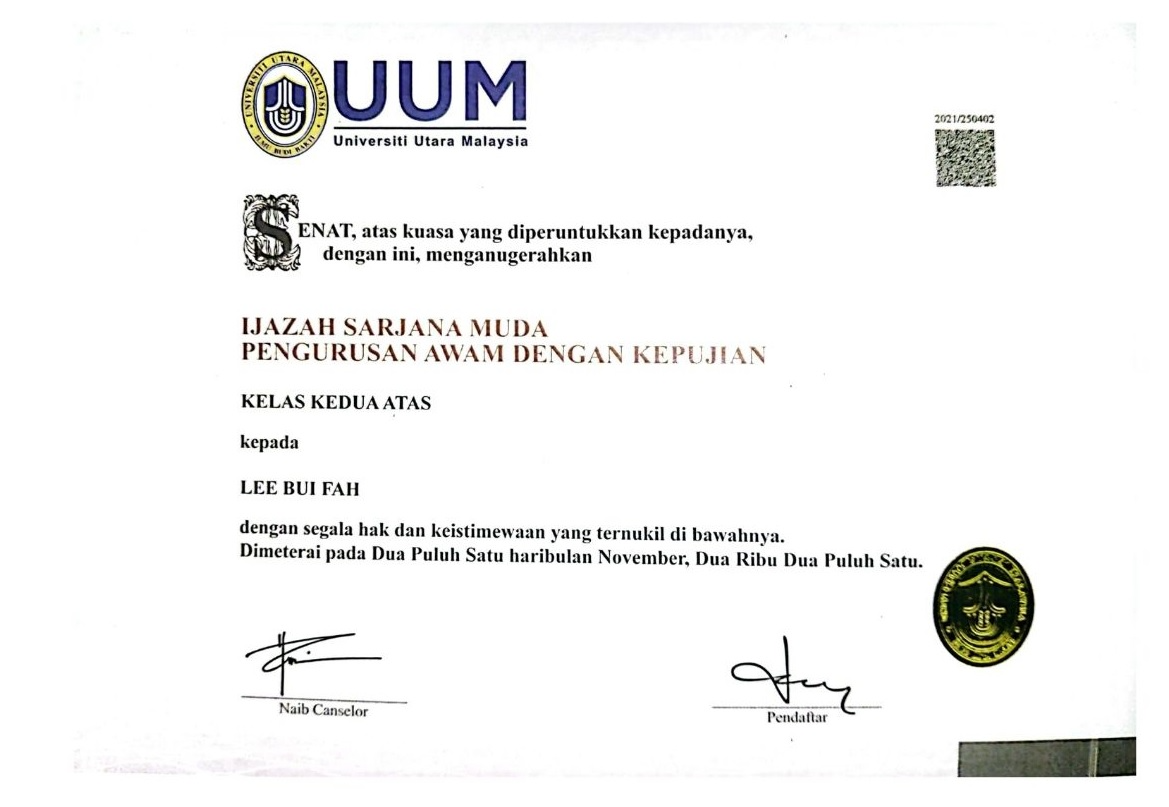 UNIVERSITI UTARA MALAYSIA
ILMU BUDI BAKTI
UUM
Universiti Utara Malaysia
2021/250402
SENAT, atas kuasa yang diperuntukkan kepadanya,
dengan ini, menganugerahkan
IJAZAH SARJANA MUDA
PENGURUSAN AWAM DENGAN KEPUJIAN
KELAS KEDUA ATAS
kepada
LEE BUI FAH
dengan segala hak dan keistimewaan yang ternukil di bawahnya.
Dimeterai pada Dua Puluh Satu haribulan November, Dua Ribu Dua Puluh Satu.
Naib Canselor
Pendaftar